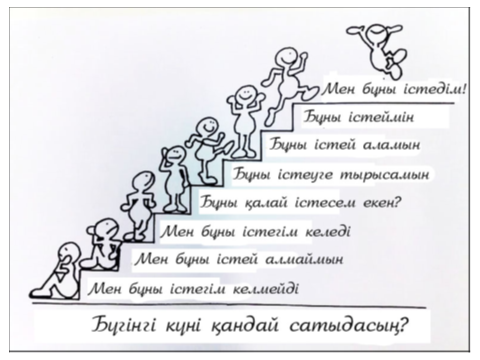 Мен бұны істедім!
Бұны істеймін
Бұны істей аламын
Бұны істеуге тырысамын
Бұны қалай істесем екен?
Мен бұны істегім келеді
Мен бұны істей алмаймын
Мен бұны істегім келмейді
Бүгінгі күні қандай сатыдасың?